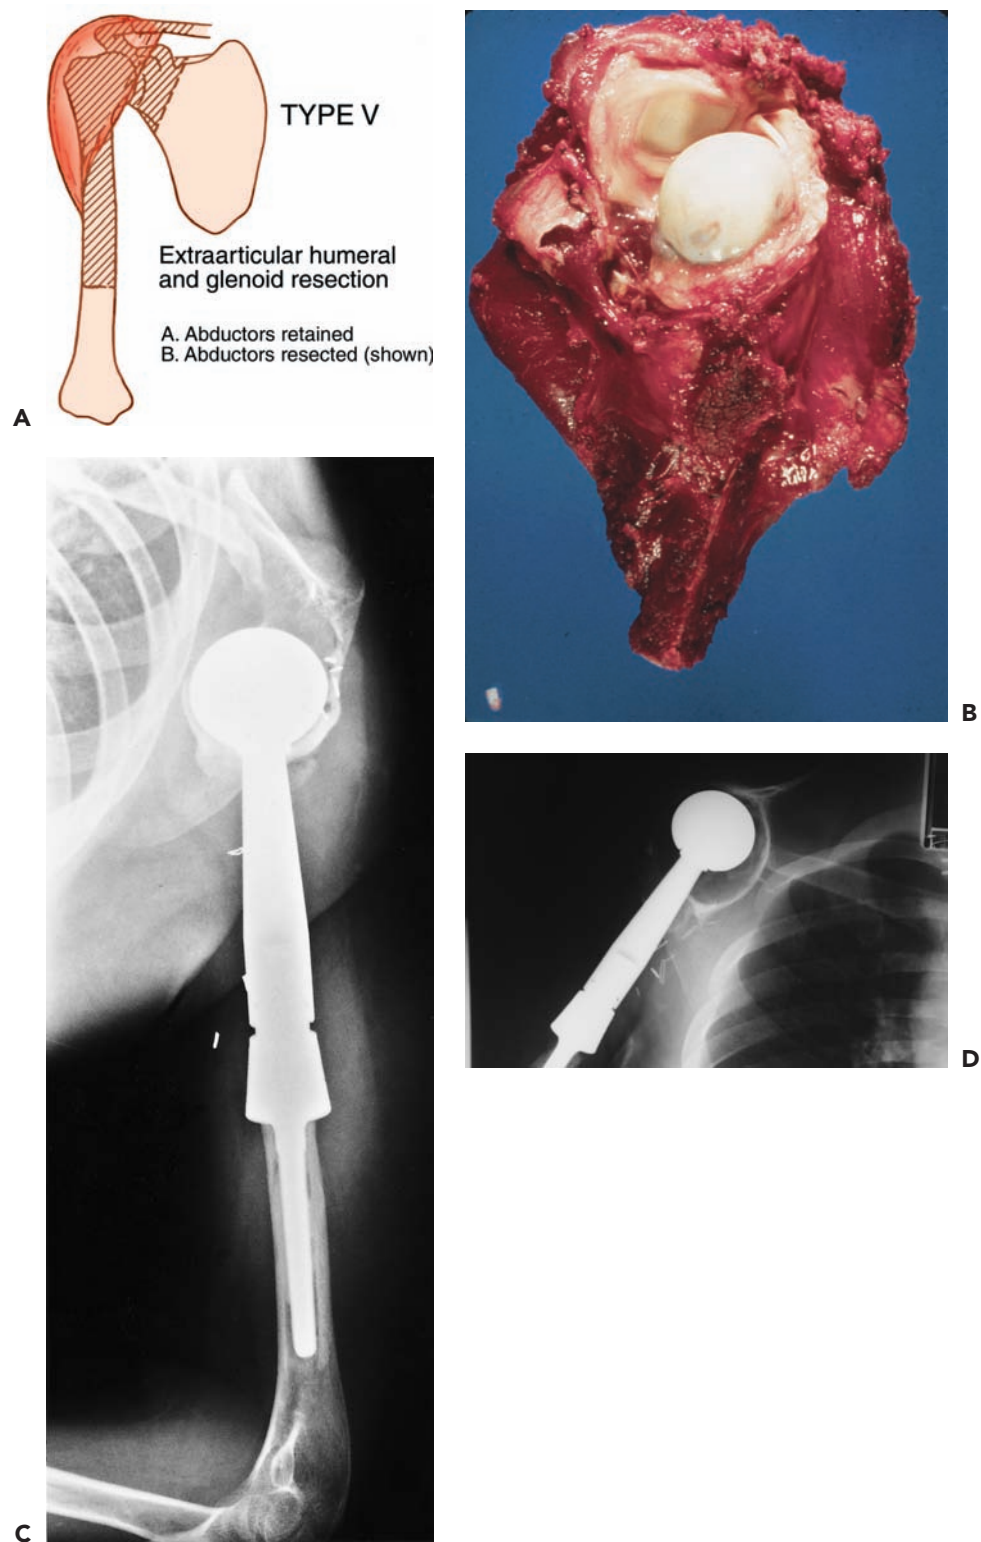 TYPE V
Extraarticular humeral
and glenoid resection
A. Abductors retained
B. Abductors resected (shown)
A
B
C
D